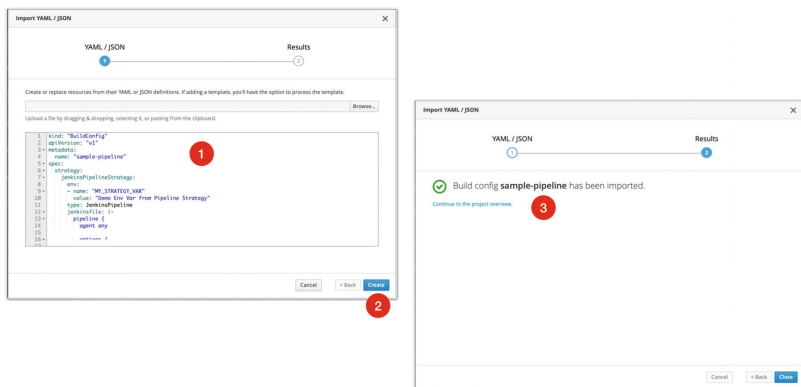 Import YAML / JSON
YAML / JSON
Results
1
2
Create or replace resources from their YAML or JSON definitions. If adding a template, you'll have the option to process the template.
Browse...
Upload a file by dragging & dropping, selecting it, or pasting from the clipboard.
1 kind: "BuildConfig"
2 apiVersion: "v1"
3 metadata:
4 name: "sample-pipeline"
5 spec:
6 strategy:
7 jenkinsPipelineStrategy:
8 env:
9 - name: "MY_STRATEGY_VAR"
10 value: "Demo Env Var from Pipeline Strategy"
11 type: JenkinsPipeline
12 jenkinsfile: |-
13 pipeline {
14 agent any
15
16 options {
1
Cancel
< Back
Create
2
Import YAML / JSON
YAML / JSON
Results
1
2
Build config sample-pipeline has been imported.
Continue to the project overview.
3
Cancel
< Back
Close